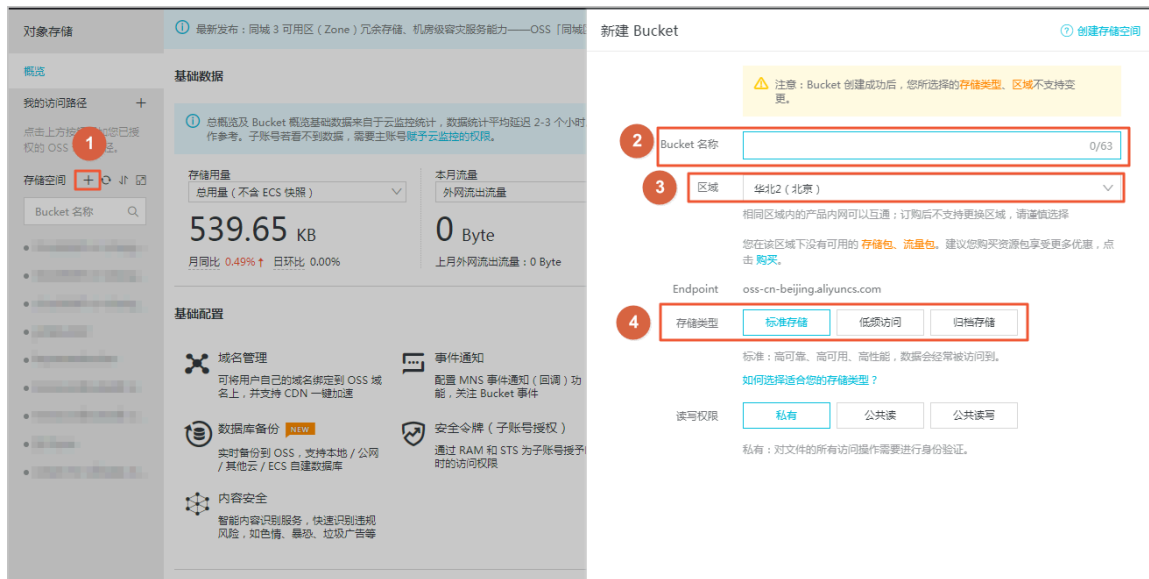 对象存储
最新发布：同城 3 可用区（Zone）冗余存储、机房级容灾服务能力——OSS「同城
概览
我的访问路径 +
点击上方按 加您已授
权的 OSS 径。
1
存储空间 +
Bucket 名称
基础数据
总概览及 Bucket 概览基础数据来自于云监控统计，数据统计平均延迟 2-3 个小时
作参考。子账号若看不到数据，需要主账号赋予云监控的权限。
存储用量
总用量（不含 ECS 快照）
539.65 KB
月同比 0.49%↑ 日环比 0.00%
本月流量
外网流出流量
0 Byte
上月外网流出流量：0 Byte
基础配置
域名管理
可将用户自己的域名绑定到 OSS 域
名上，并支持 CDN 一键加速
事件通知
配置 MNS 事件通知（回调）功
能，关注 Bucket 事件
数据库备份 NEW
实时备份到 OSS，支持本地 / 公网
/ 其他云 / ECS 自建数据库
安全令牌（子账号授权）
通过 RAM 和 STS 为子账号授予
时的访问权限
内容安全
智能内容识别服务，快速识别违规
风险，如色情、暴恐、垃圾广告等
新建 Bucket
? 创建存储空间
注意：Bucket 创建成功后，您所选择的存储类型、区域不支持变
更。
2
Bucket 名称 0/63
3
区域 华北2（北京）
相同区域内的产品内网可以互通；订购后不支持更换区域，请谨慎选择
您在该区域下没有可用的 存储包、流量包。建议您购买资源包享受更多优惠，点
击 购买。
Endpoint oss-cn-beijing.aliyuncs.com
4
存储类型 标准存储 低频访问 归档存储
标准：高可靠、高可用、高性能，数据会经常被访问到。
如何选择适合您的存储类型？
读写权限 私有 公共读 公共读写
私有：对文件的所有访问操作需要进行身份验证。